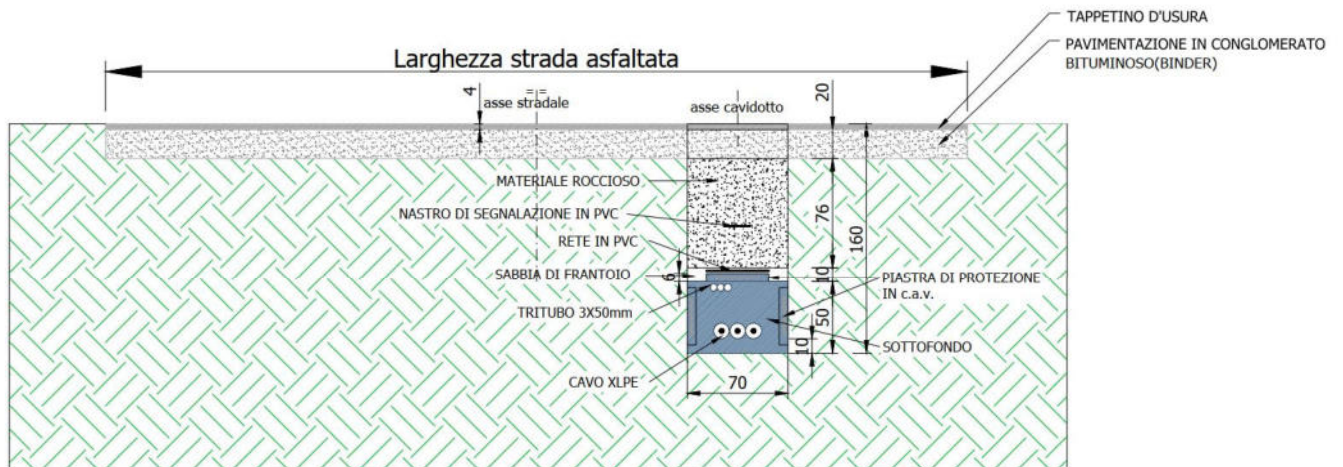 TAPPETINO D'USURA
PAVIMENTAZIONE IN CONGLOMERATO
BITUMINOSO(BINDER)
Larghezza strada asfaltata
4
asse stradale
asse cavidotto
20
MATERIALE ROCCIOSO
NASTRO DI SEGNALAZIONE IN PVC
76
160
RETE IN PVC
SABBIA DI FRANTOIO
6
10
PIASTRA DI PROTEZIONE
IN c.a.v.
TRITUBO 3X50mm
50
10
SOTTOFONDO
CAVO XLPE
70